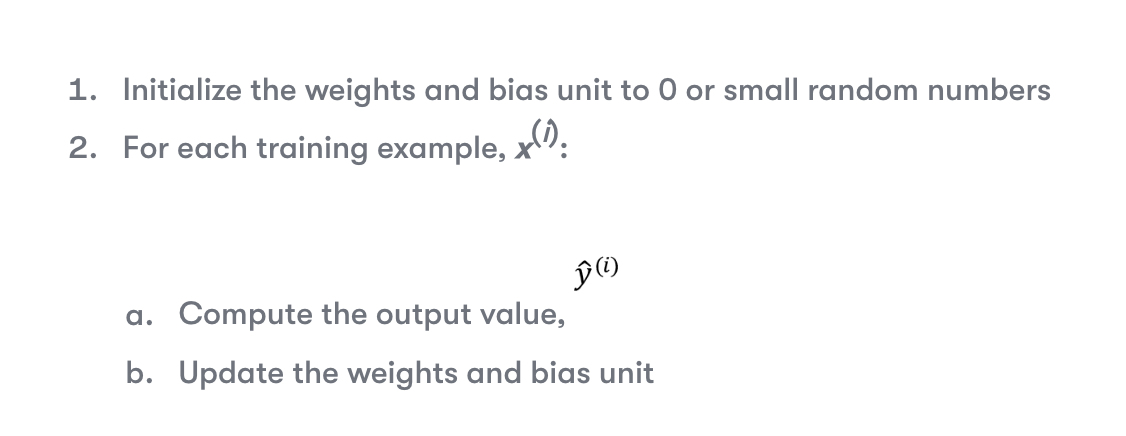 1. Initialize the weights and bias unit to 0 or small random numbers
2. For each training example, x⁽ⁱ⁾:
ŷ⁽ⁱ⁾
a. Compute the output value,
b. Update the weights and bias unit